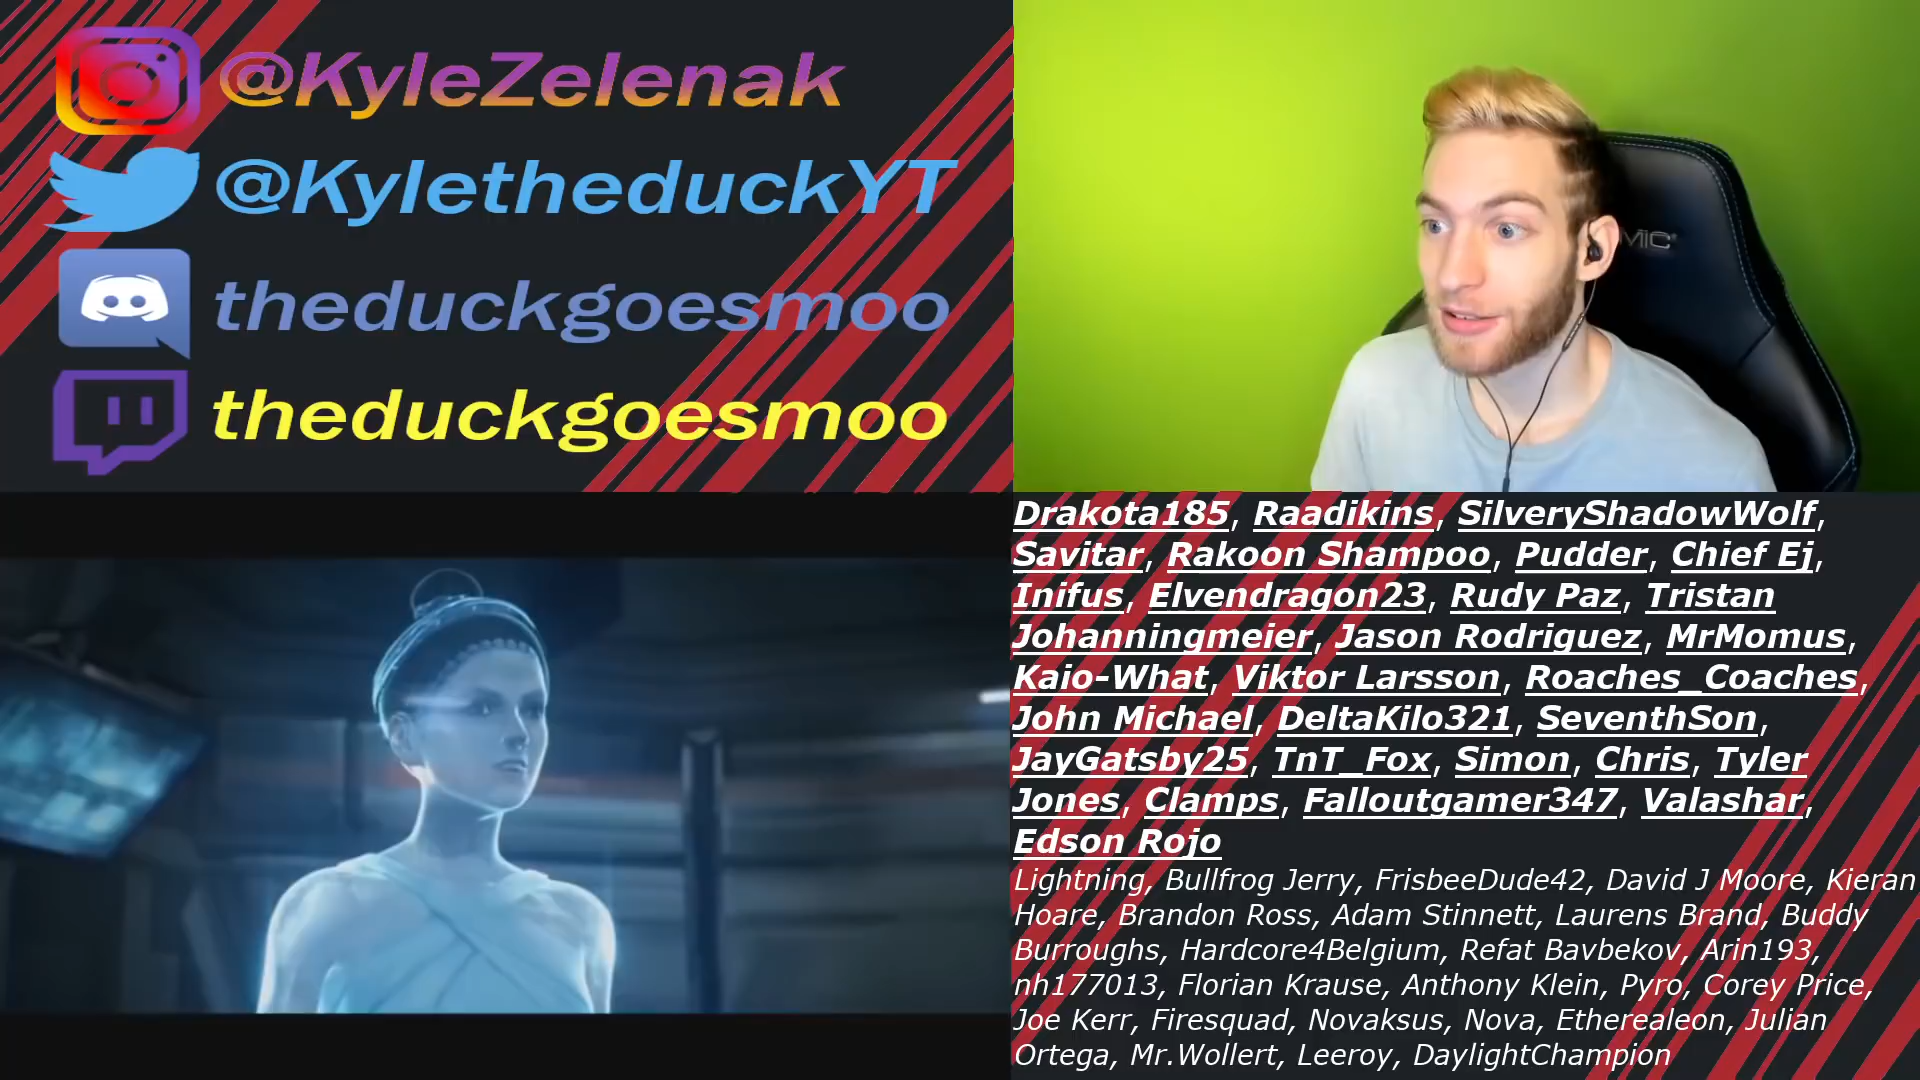 @KyleZelenak
@KyletheduckYT
theduckgoesmoo
theduckgoesmoo
Drakota185, Raadikins, SilveryShadowWolf,
Savitar, Rakoon Shampoo, Pudder, Chief Ej,
Inifus, Elvendragon23, Rudy Paz, Tristan
Johanningmeier, Jason Rodriguez, MrMomus,
Kaio-What, Viktor Larsson, Roaches_Coaches,
John Michael, DeltaKilo321, SeventhSon,
JayGatsby25, TnT_Fox, Simon, Chris, Tyler
Jones, Clamps, Falloutgamer347, Valashar,
Edson Rojo
Lightning, Bullfrog Jerry, FrisbeeDude42, David J Moore, Kieran
Hoare, Brandon Ross, Adam Stinnett, Laurens Brand, Buddy
Burroughs, Hardcore4Belgium, Refat Bavbekov, Arin193,
nh177013, Florian Krause, Anthony Klein, Pyro, Corey Price,
Joe Kerr, Firesquad, Novaksus, Nova, Etherealeon, Julian
Ortega, Mr.Wollert, Leeroy, DaylightChampion